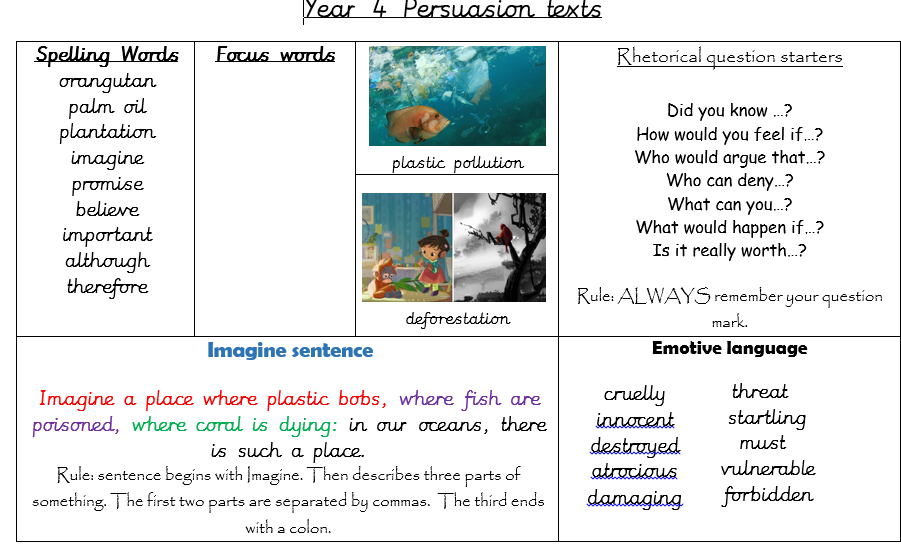 Year 4 Persuasion texts
Spelling Words
orangutan
palm oil
plantation
imagine
promise
believe
important
although
therefore
Focus words
plastic pollution
deforestation
Rhetorical question starters
Did you know …?
How would you feel if…?
Who would argue that…?
Who can deny…?
What can you…?
What would happen if…?
Is it really worth…?
Rule: ALWAYS remember your question
mark.
Imagine sentence
Imagine a place where plastic bobs, where fish are
poisoned, where coral is dying: in our oceans, there
is such a place.
Rule: sentence begins with Imagine. Then describes three parts of
something. The first two parts are separated by commas. The third ends
with a colon.
Emotive language
cruelly
innocent
destroyed
atrocious
damaging
threat
startling
must
vulnerable
forbidden